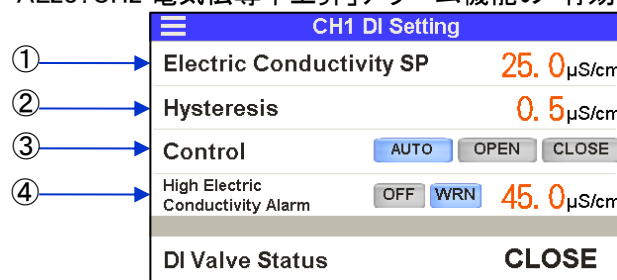 CH1 DI Setting
① Electric Conductivity SP 25.0μS/cm
② Hysteresis 0.5μS/cm
③ Control AUTO OPEN CLOSE
④ High Electric
Conductivity Alarm OFF WRN 45.0μS/cm
DI Valve Status CLOSE